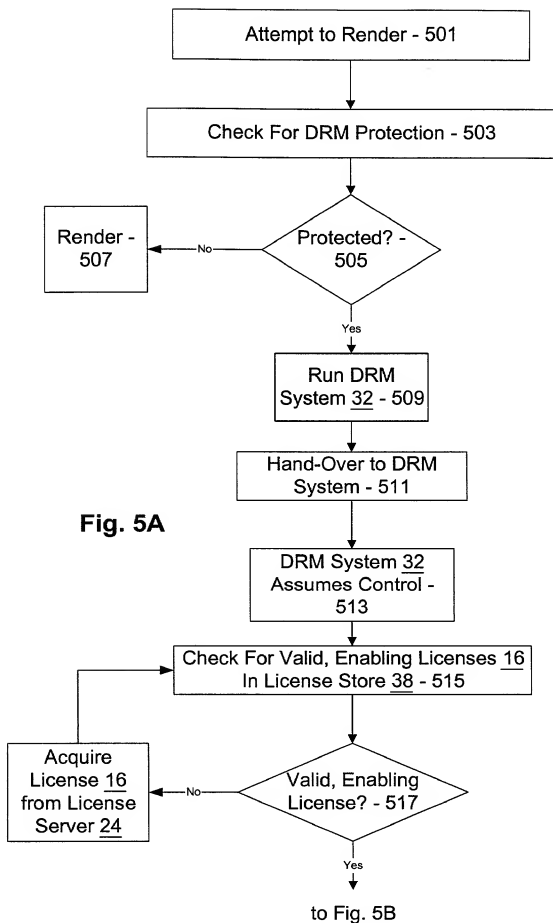 Attempt to Render - 501
Check For DRM Protection - 503
Render -
507
No
Protected? -
505
Yes
Run DRM
System 32 - 509
Hand-Over to DRM
System - 511
Fig. 5A
DRM System 32
Assumes Control -
513
Check For Valid, Enabling Licenses 16
In License Store 38 - 515
Acquire
License 16
from License
Server 24
No
Valid, Enabling
License? - 517
Yes
to Fig. 5B